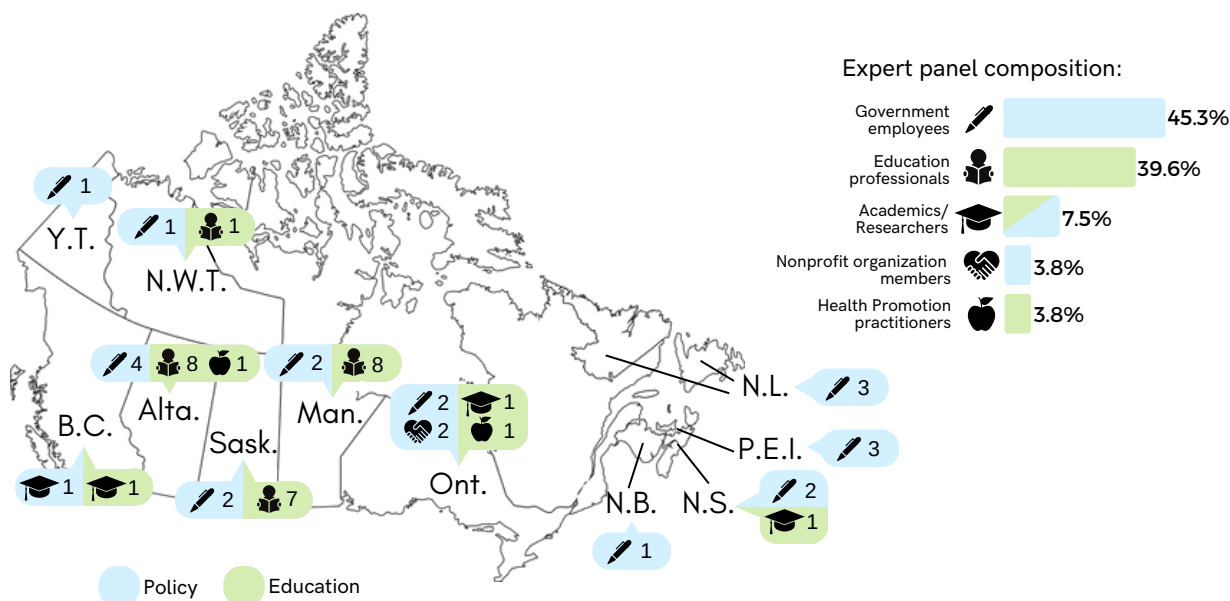 Expert panel composition:
Government
employees
45.3%
Education
professionals
39.6%
Academics/
Researchers
7.5%
Nonprofit organization
members
3.8%
Health Promotion
practitioners
3.8%
1
Y.T.
1 1
N.W.T.
4 8 1
Alta.
2 8
Man.
B.C.
1 1
Sask.
2 7
2 1
2 1
Ont.
N.L.
3
P.E.I.
3
N.B.
1
N.S.
2
1
Policy
Education